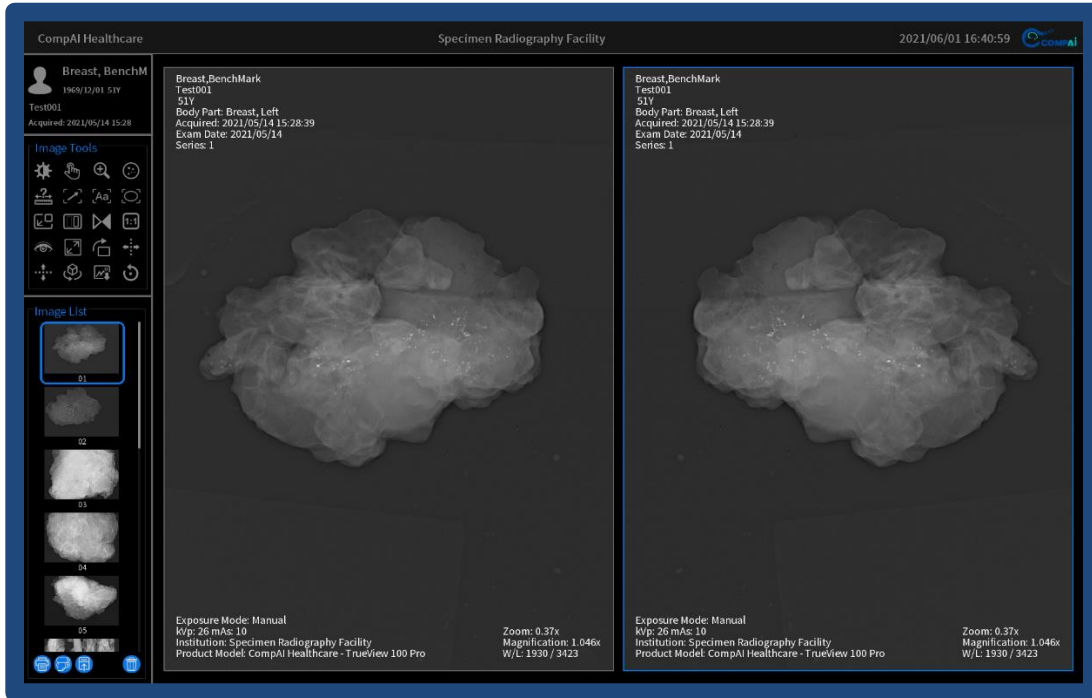 CompAI Healthcare
Specimen Radiography Facility
2021/06/01 16:40:59
COMPAi
Breast, BenchM
1969/12/01 51Y
Test001
Acquired: 2021/05/14 15:28
Image Tools
Aa
1:1
Image List
01
02
03
04
05
Breast,BenchMark
Test001
51Y
Body Part: Breast, Left
Acquired: 2021/05/14 15:28:39
Exam Date: 2021/05/14
Series: 1
Exposure Mode: Manual
kVp: 26 mAs: 10
Institution: Specimen Radiography Facility
Product Model: CompAI Healthcare - TrueView 100 Pro
Zoom: 0.37x
Magnification: 1.046x
W/L: 1930 / 3423
Breast,BenchMark
Test001
51Y
Body Part: Breast, Left
Acquired: 2021/05/14 15:28:39
Exam Date: 2021/05/14
Series: 1
Exposure Mode: Manual
kVp: 26 mAs: 10
Institution: Specimen Radiography Facility
Product Model: CompAI Healthcare - TrueView 100 Pro
Zoom: 0.37x
Magnification: 1.046x
W/L: 1930 / 3423